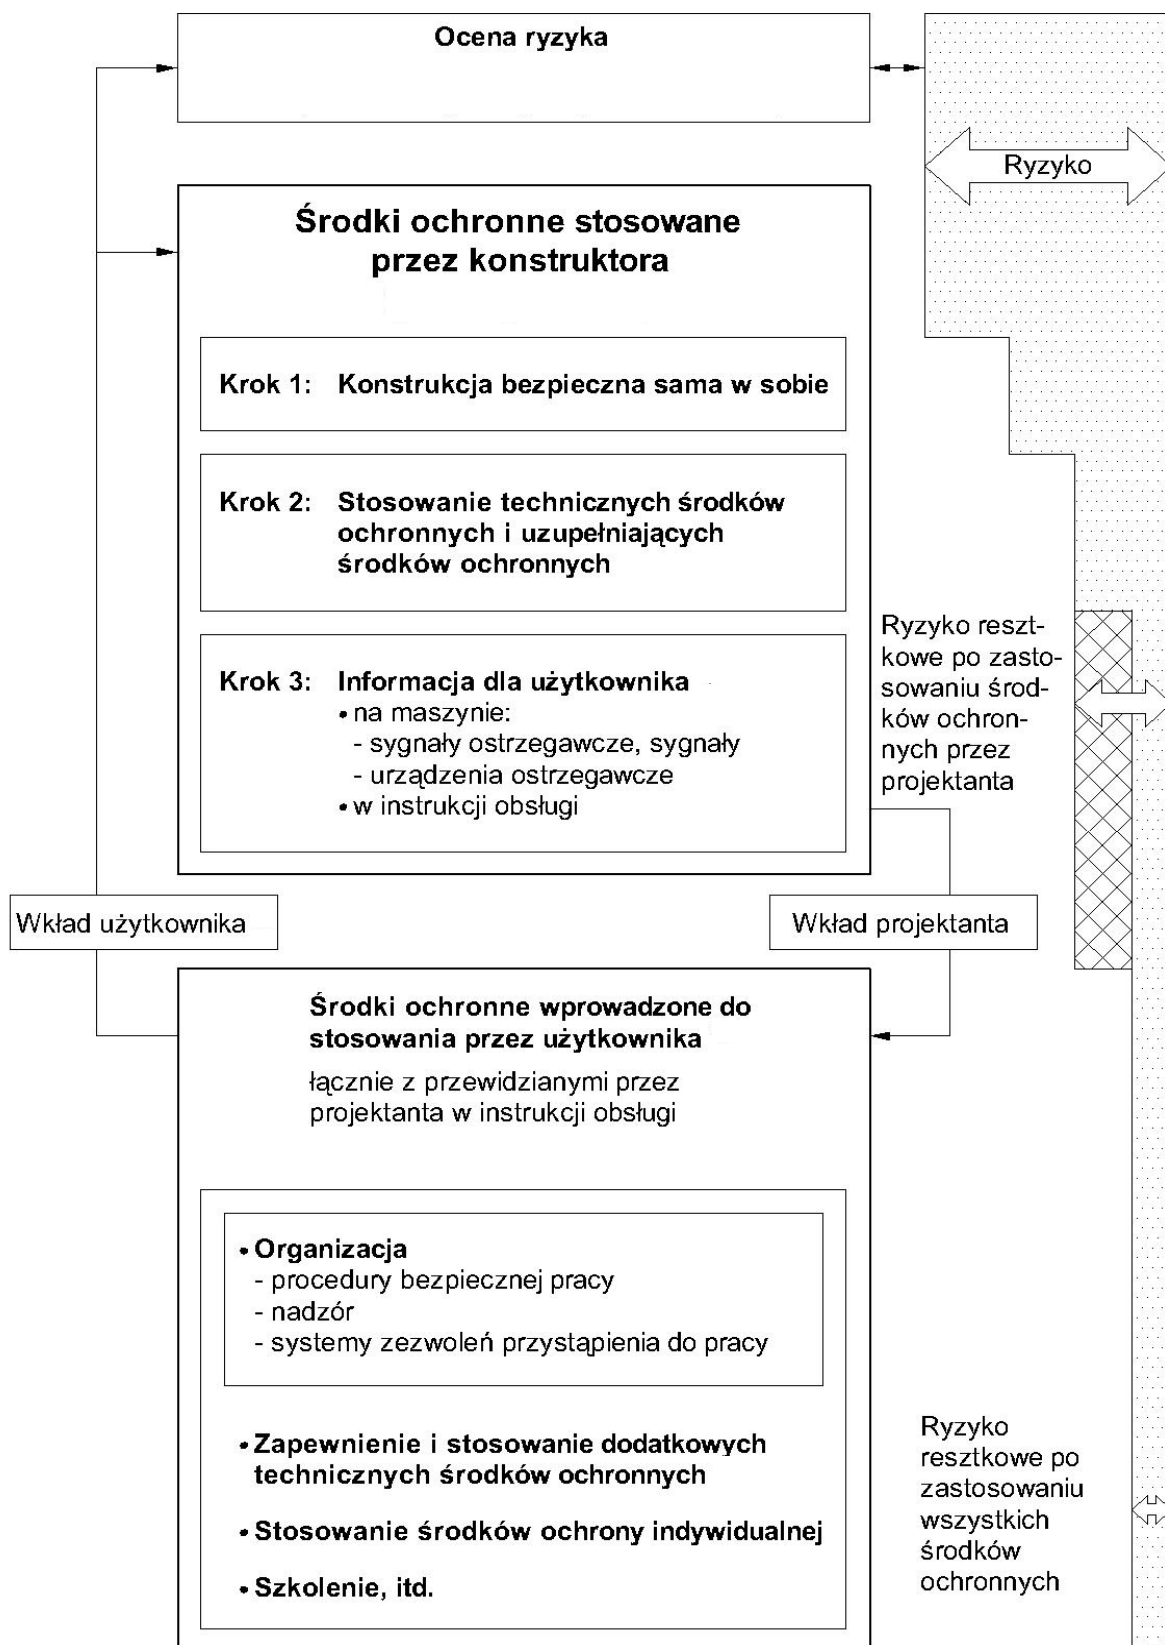 Ocena ryzyka
Ryzyko
Środki ochronne stosowane
przez konstruktora
Krok 1: Konstrukcja bezpieczna sama w sobie
Krok 2: Stosowanie technicznych środków
ochronnych i uzupełniających
środków ochronnych
Krok 3: Informacja dla użytkownika
• na maszynie:
- sygnały ostrzegawcze, sygnały
- urządzenia ostrzegawcze
• w instrukcji obsługi
Ryzyko reszt-
kowe po zasto-
sowaniu środ-
ków ochron-
nych przez
projektanta
Wkład użytkownika
Wkład projektanta
Środki ochronne wprowadzone do
stosowania przez użytkownika
łącznie z przewidzianymi przez
projektanta w instrukcji obsługi
• Organizacja
- procedury bezpiecznej pracy
- nadzór
- systemy zezwoleń przystąpienia do pracy
• Zapewnienie i stosowanie dodatkowych
technicznych środków ochronnych
• Stosowanie środków ochrony indywidualnej
• Szkolenie, itd.
Ryzyko
resztkowe po
zastosowaniu
wszystkich
środków
ochronnych